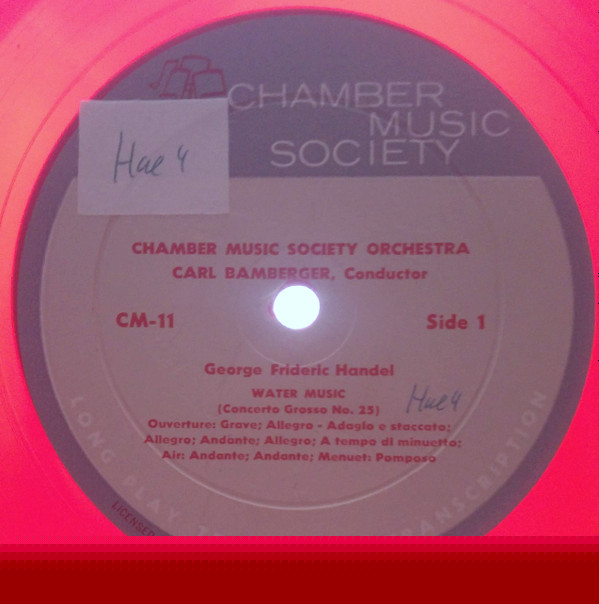 CHAMBER
MUSIC
SOCIETY
Hae 4
CHAMBER MUSIC SOCIETY ORCHESTRA
CARL BAMBERGER, Conductor
CM-11
Side 1
George Frideric Handel
WATER MUSIC
(Concerto Grosso No. 25)
Hae 4
Ouverture: Grave; Allegro - Adagio e staccato;
Allegro; Andante; Allegro; A tempo di minuetto;
Air: Andante; Andante; Menuet: Pomposo
LONG PLAY
TRANSCRIPTION
LICENSED